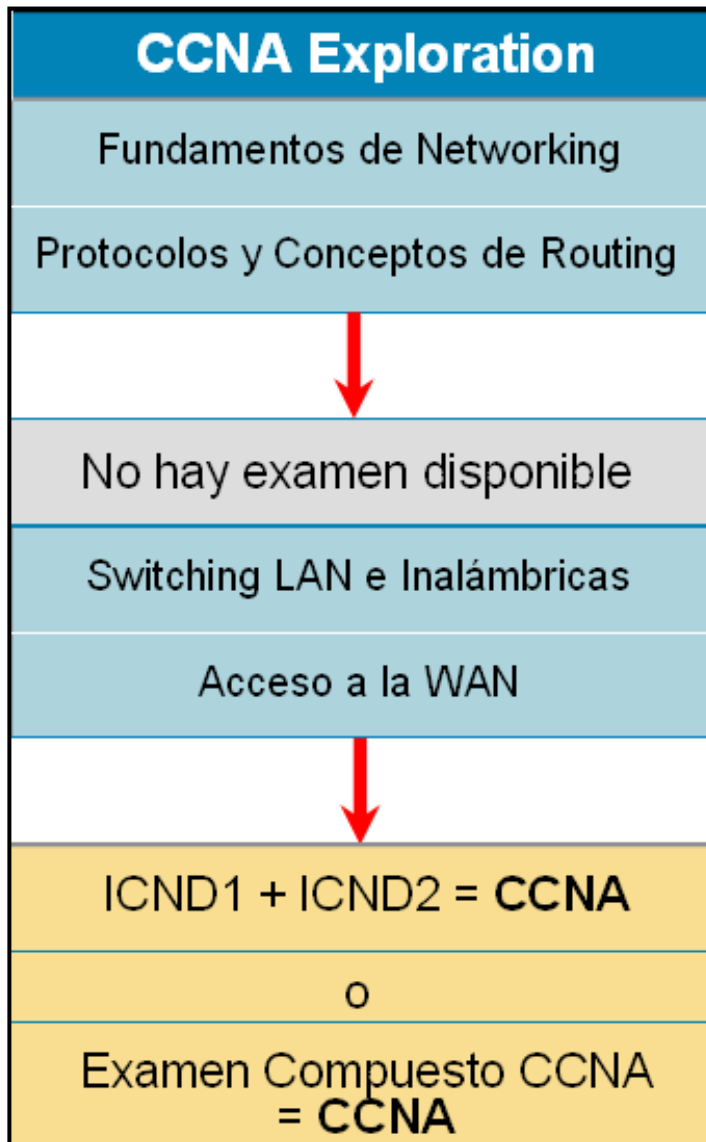 CCNA Exploration
Fundamentos de Networking
Protocolos y Conceptos de Routing
No hay examen disponible
Switching LAN e Inalámbricas
Acceso a la WAN
ICND1 + ICND2 = CCNA
o
Examen Compuesto CCNA
= CCNA